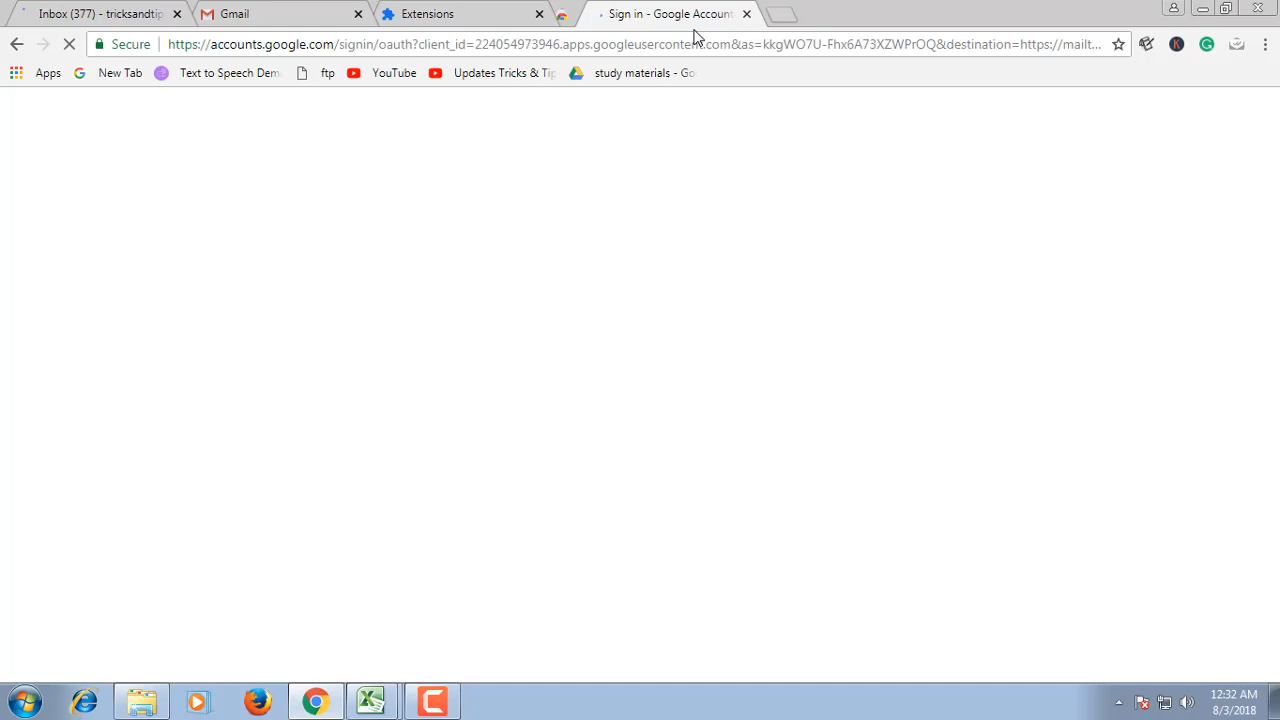 Inbox (377) - tricksandtip
Gmail
Extensions
Sign in - Google Account
Secure
https://accounts.google.com/signin/oauth?client_id=224054973946.apps.googleusercontent.com&as=kkgWO7U-Fhx6A73XZWPrOQ&destination=https://mailt...
Apps
New Tab
Text to Speech Demo
ftp
YouTube
Updates Tricks & Tip
study materials - Go
12:32 AM
8/3/2018